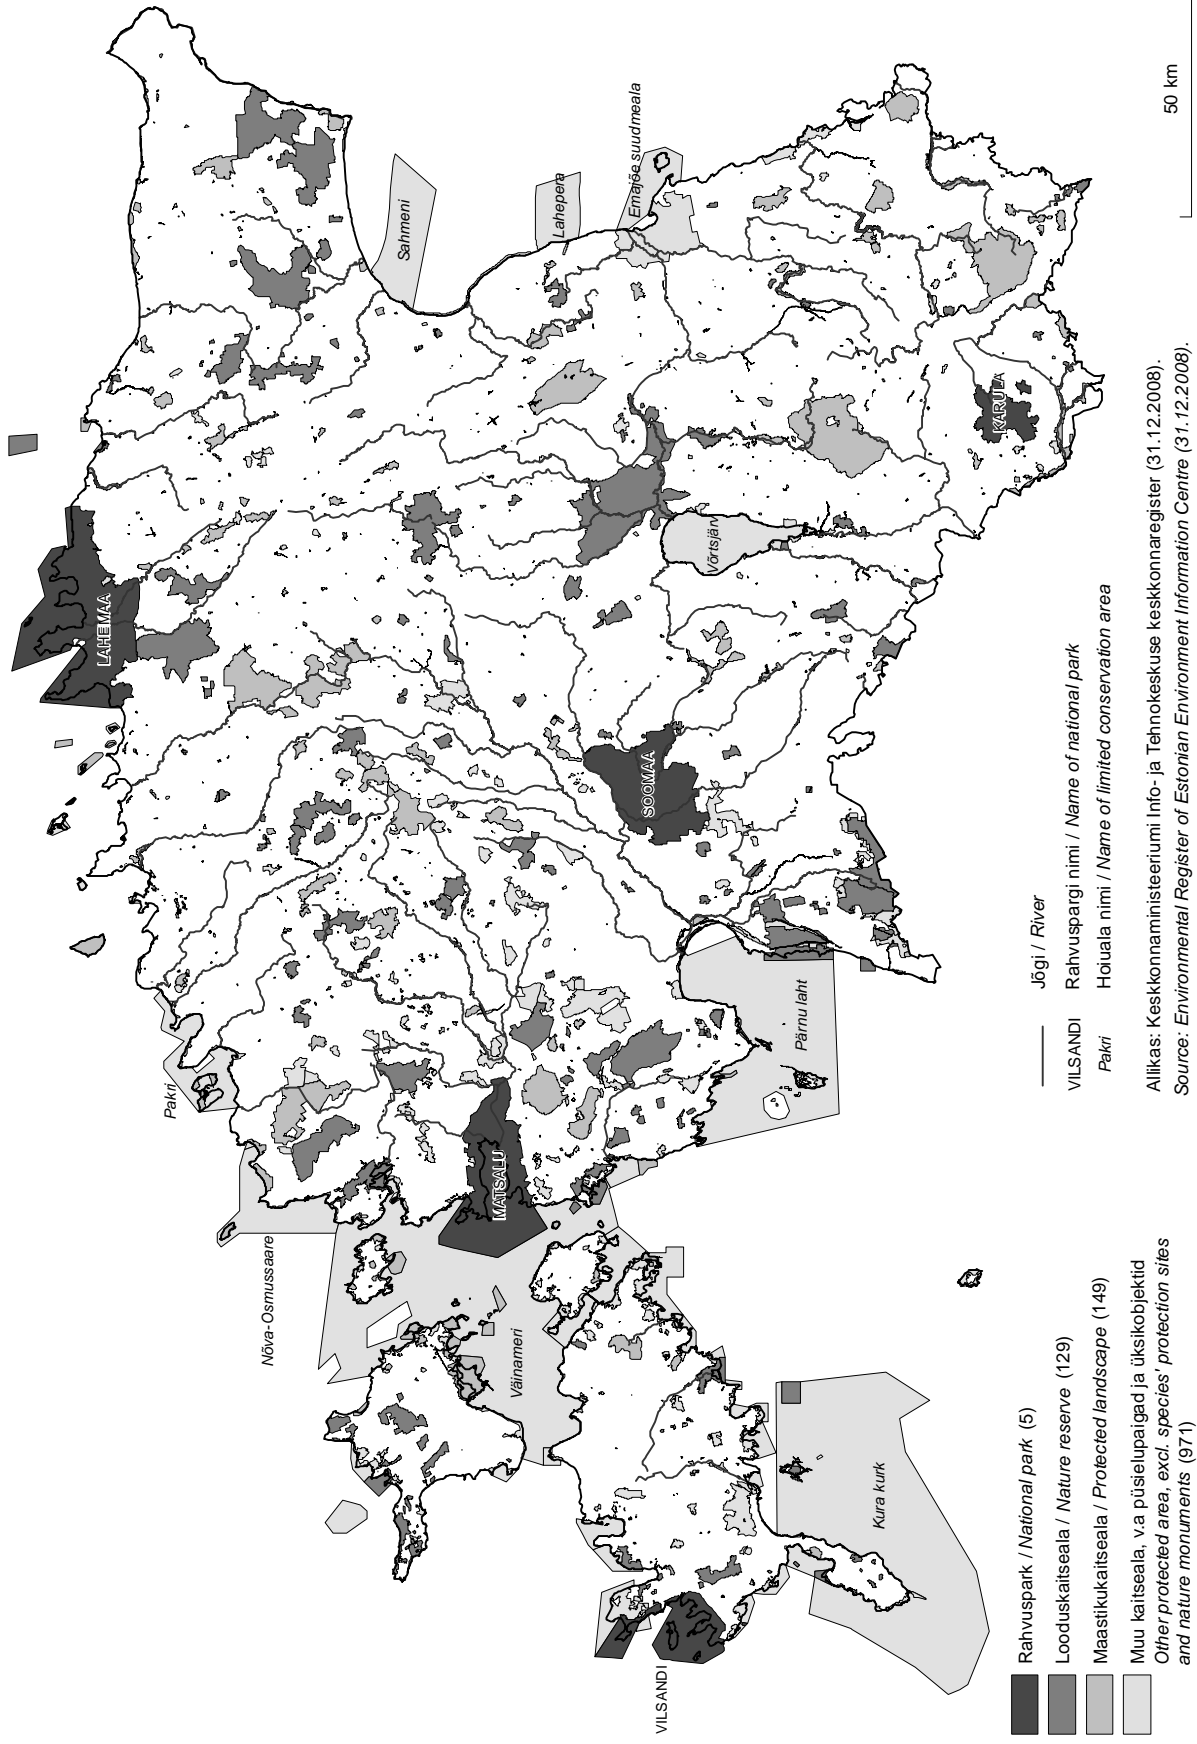 LAHEMAA
Sahmeni
Lahepera
Emajõe suudmeala
Pakri
Nõva-Osmussaare
Väinameri
MATSALU
SOOMAA
Võrtsjärv
KARULA
Pärnu laht
VILSANDI
Kura kurk
50 km
Rahvuspark / National park (5)
Looduskaitseala / Nature reserve (129)
Maastikukaitseala / Protected landscape (149)
Muu kaitseala, v.a püsielupaigad ja üksikobjektid
Other protected area, excl. species' protection sites
and nature monuments (971)
Jõgi / River
VILSANDI Rahvuspargi nimi / Name of national park
Pakri Hoiuala nimi / Name of limited conservation area
Allikas: Keskkonnaministeeriumi Info- ja Tehnokeskuse keskkonnaregister (31.12.2008).
Source: Environmental Register of Estonian Environment Information Centre (31.12.2008).